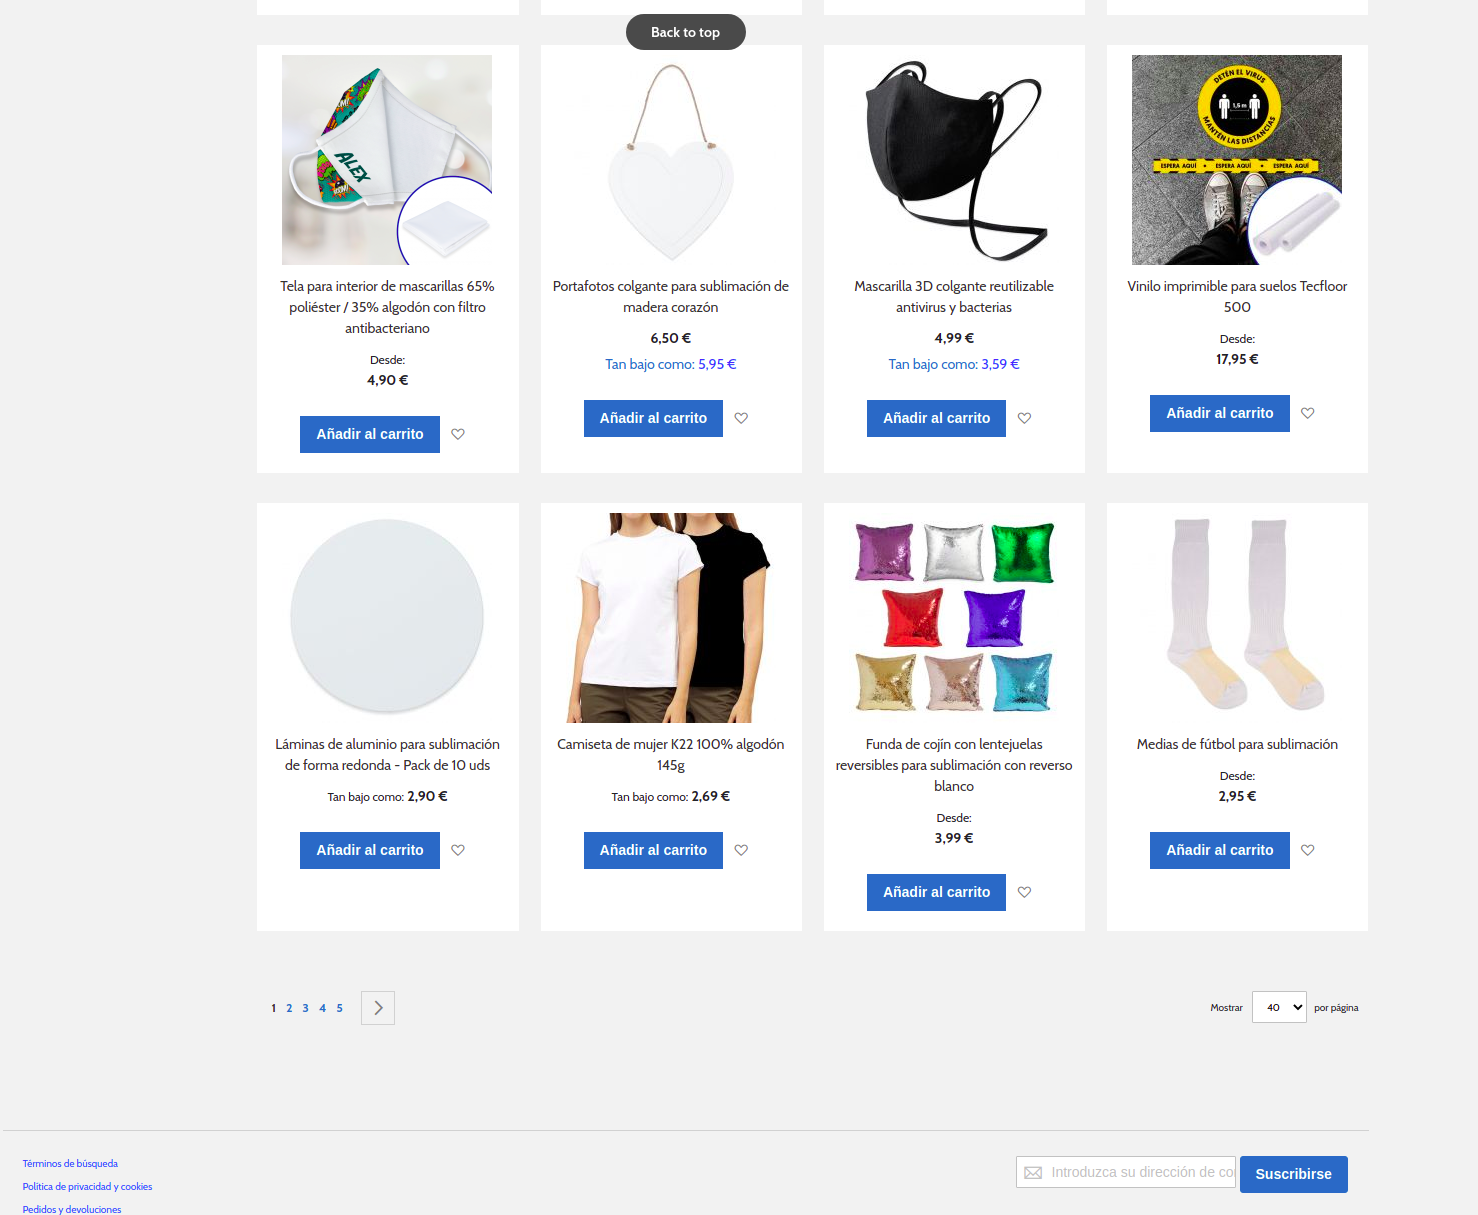 Back to top
ALEX
DETÉN EL VIRUS
1,5 m
MANTÉN LAS DISTANCIAS
ESPERA AQUÍ • ESPERA AQUÍ • ESPERA AQUÍ
Tela para interior de mascarillas 65%
poliéster / 35% algodón con filtro
antibacteriano
Desde:
4,90 €
Añadir al carrito
Portafotos colgante para sublimación de
madera corazón
6,50 €
Tan bajo como: 5,95 €
Añadir al carrito
Mascarilla 3D colgante reutilizable
antivirus y bacterias
4,99 €
Tan bajo como: 3,59 €
Añadir al carrito
Vinilo imprimible para suelos Tecfloor
500
Desde:
17,95 €
Añadir al carrito
Láminas de aluminio para sublimación
de forma redonda - Pack de 10 uds
Tan bajo como: 2,90 €
Añadir al carrito
Camiseta de mujer K22 100% algodón
145g
Tan bajo como: 2,69 €
Añadir al carrito
Funda de cojín con lentejuelas
reversibles para sublimación con reverso
blanco
Desde:
3,99 €
Añadir al carrito
Medias de fútbol para sublimación
Desde:
2,95 €
Añadir al carrito
1 2 3 4 5
Mostrar 40 por página
Términos de búsqueda
Politica de privacidad y cookies
Pedidos y devoluciones
Introduzca su dirección de co
Suscribirse